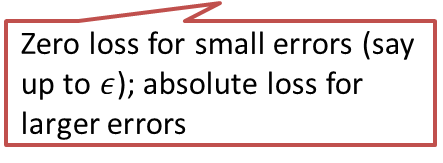 Zero loss for small errors (say
up to ϵ); absolute loss for
larger errors